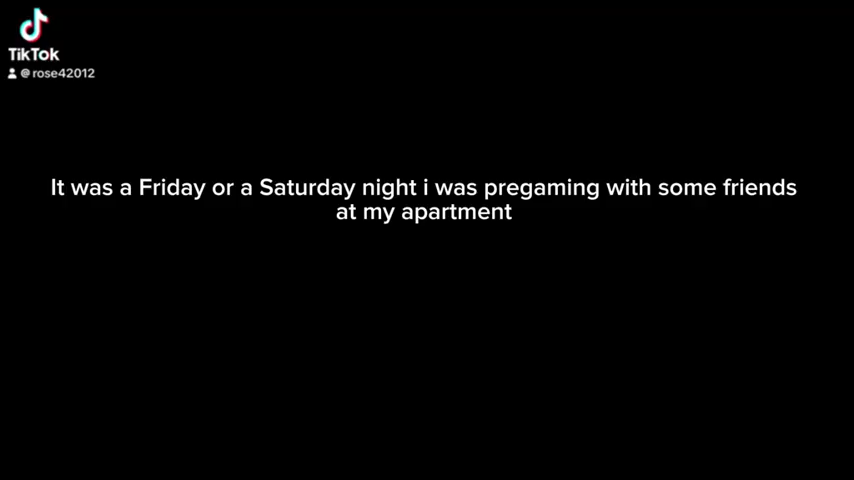 TikTok
@rose42012
It was a Friday or a Saturday night i was pregaming with some friends
at my apartment